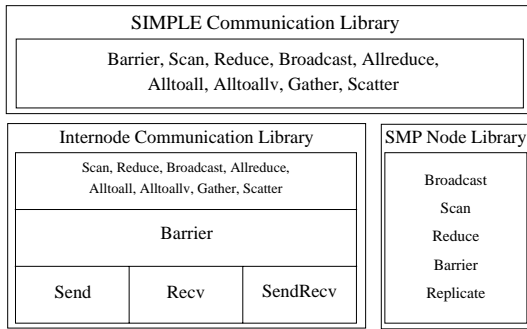 SIMPLE Communication Library
Barrier, Scan, Reduce, Broadcast, Allreduce,
Alltoall, Alltoallv, Gather, Scatter
Internode Communication Library
Scan, Reduce, Broadcast, Allreduce,
Alltoall, Alltoallv, Gather, Scatter
Barrier
Send
Recv
SendRecv
SMP Node Library
Broadcast
Scan
Reduce
Barrier
Replicate